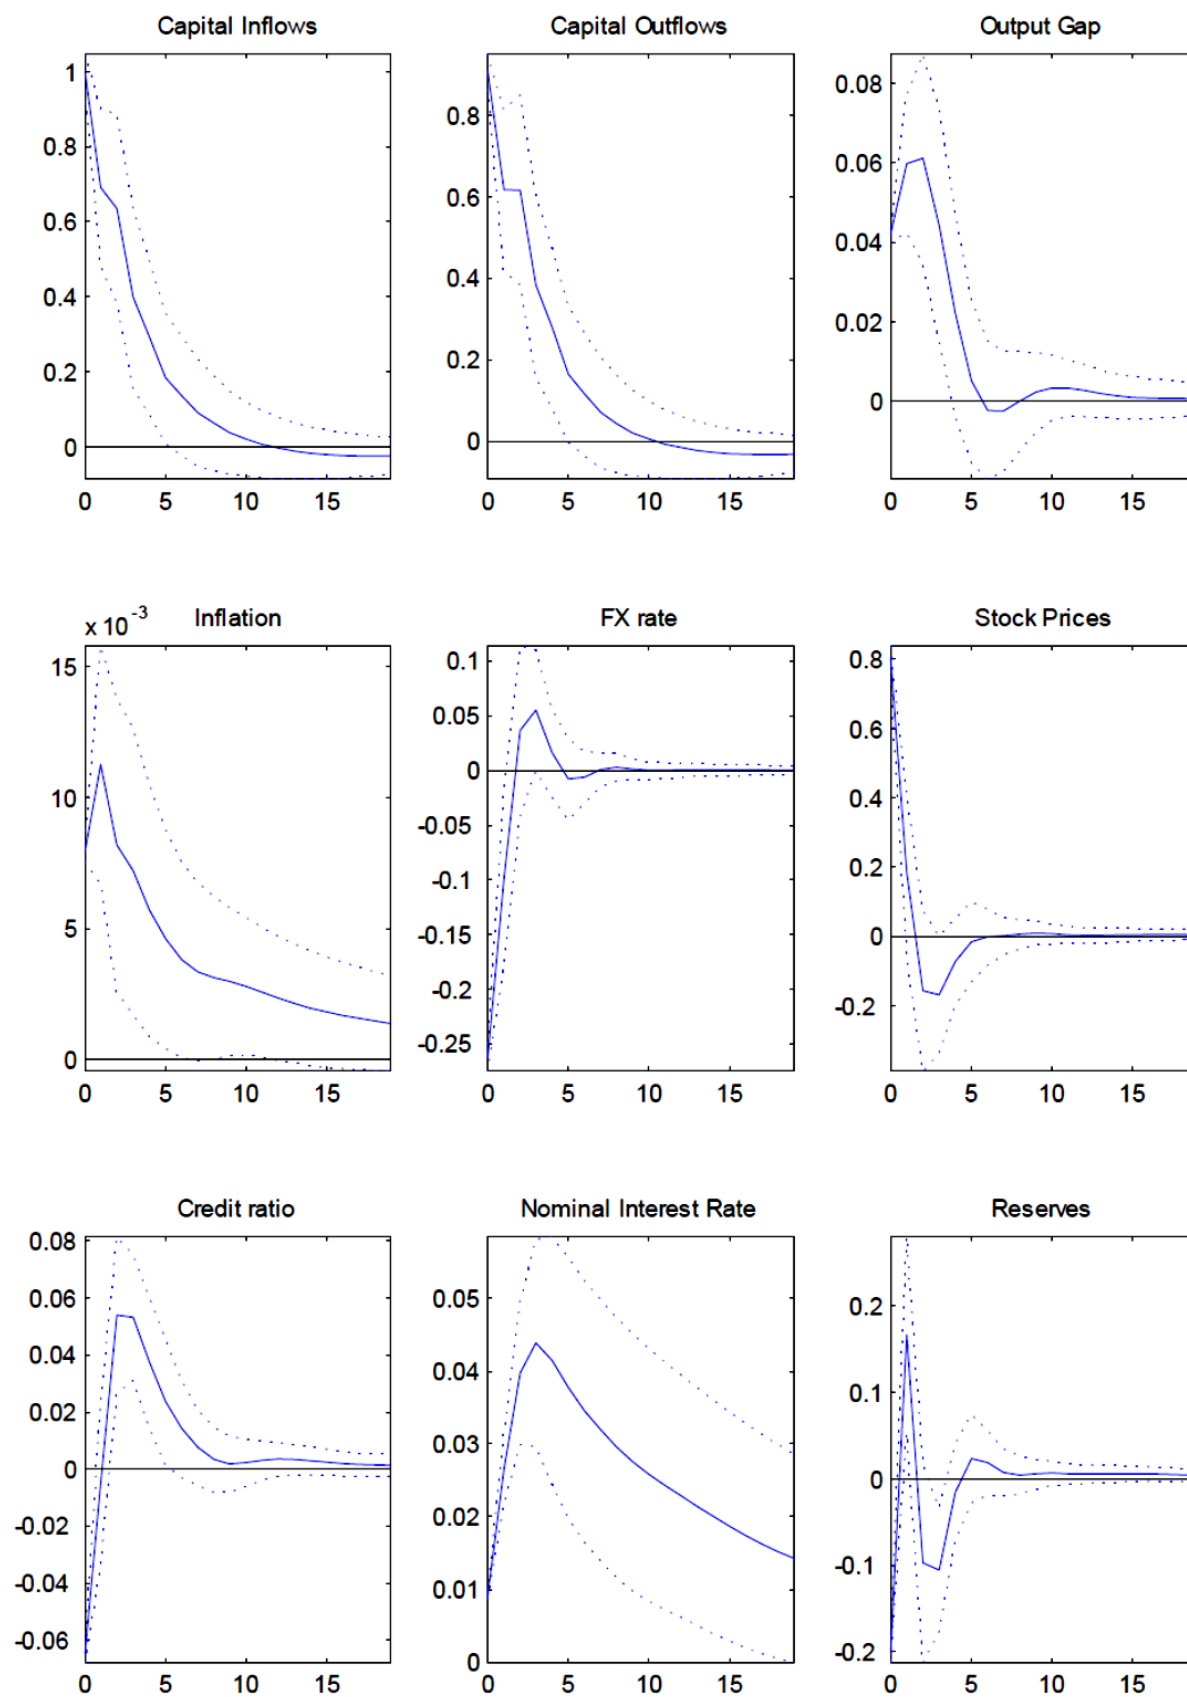 Capital Inflows
1
0.8
0.6
0.4
0.2
0
0 5 10 15
Capital Outflows
0.8
0.6
0.4
0.2
0
0 5 10 15
Output Gap
0.08
0.06
0.04
0.02
0
0 5 10 15
x 10-3
Inflation
15
10
5
0
0 5 10 15
FX rate
0.1
0.05
0
-0.05
-0.1
-0.15
-0.2
-0.25
0 5 10 15
Stock Prices
0.8
0.6
0.4
0.2
0
-0.2
0 5 10 15
Credit ratio
0.08
0.06
0.04
0.02
0
-0.02
-0.04
-0.06
0 5 10 15
Nominal Interest Rate
0.05
0.04
0.03
0.02
0.01
0
0 5 10 15
Reserves
0.2
0.1
0
-0.1
-0.2
0 5 10 15